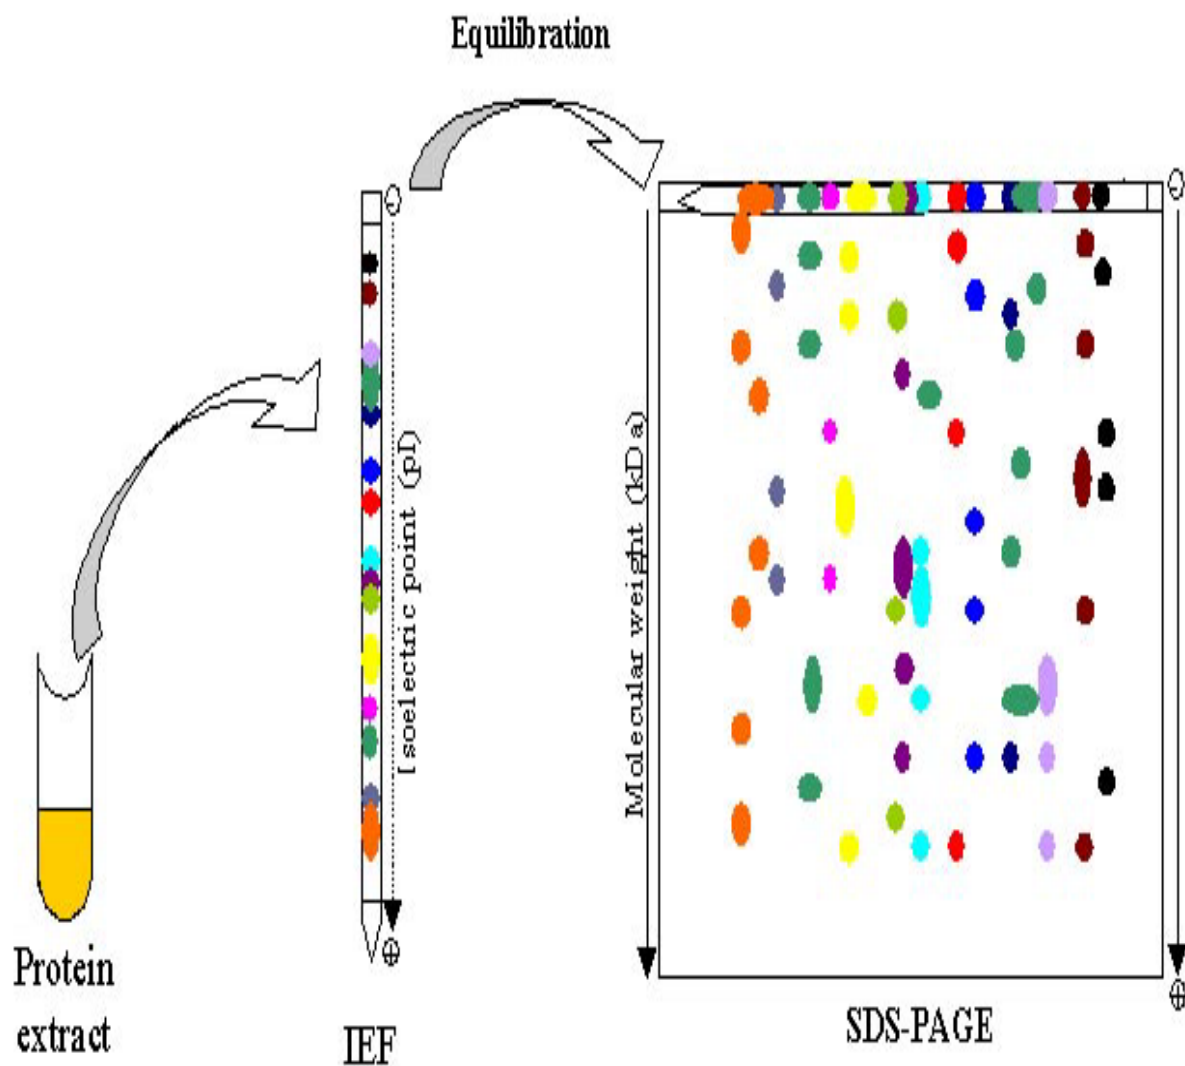 Equilibration
Isoelectric point (pI)
Molecular weight (kDa)
Protein
extract
IEF
SDS-PAGE